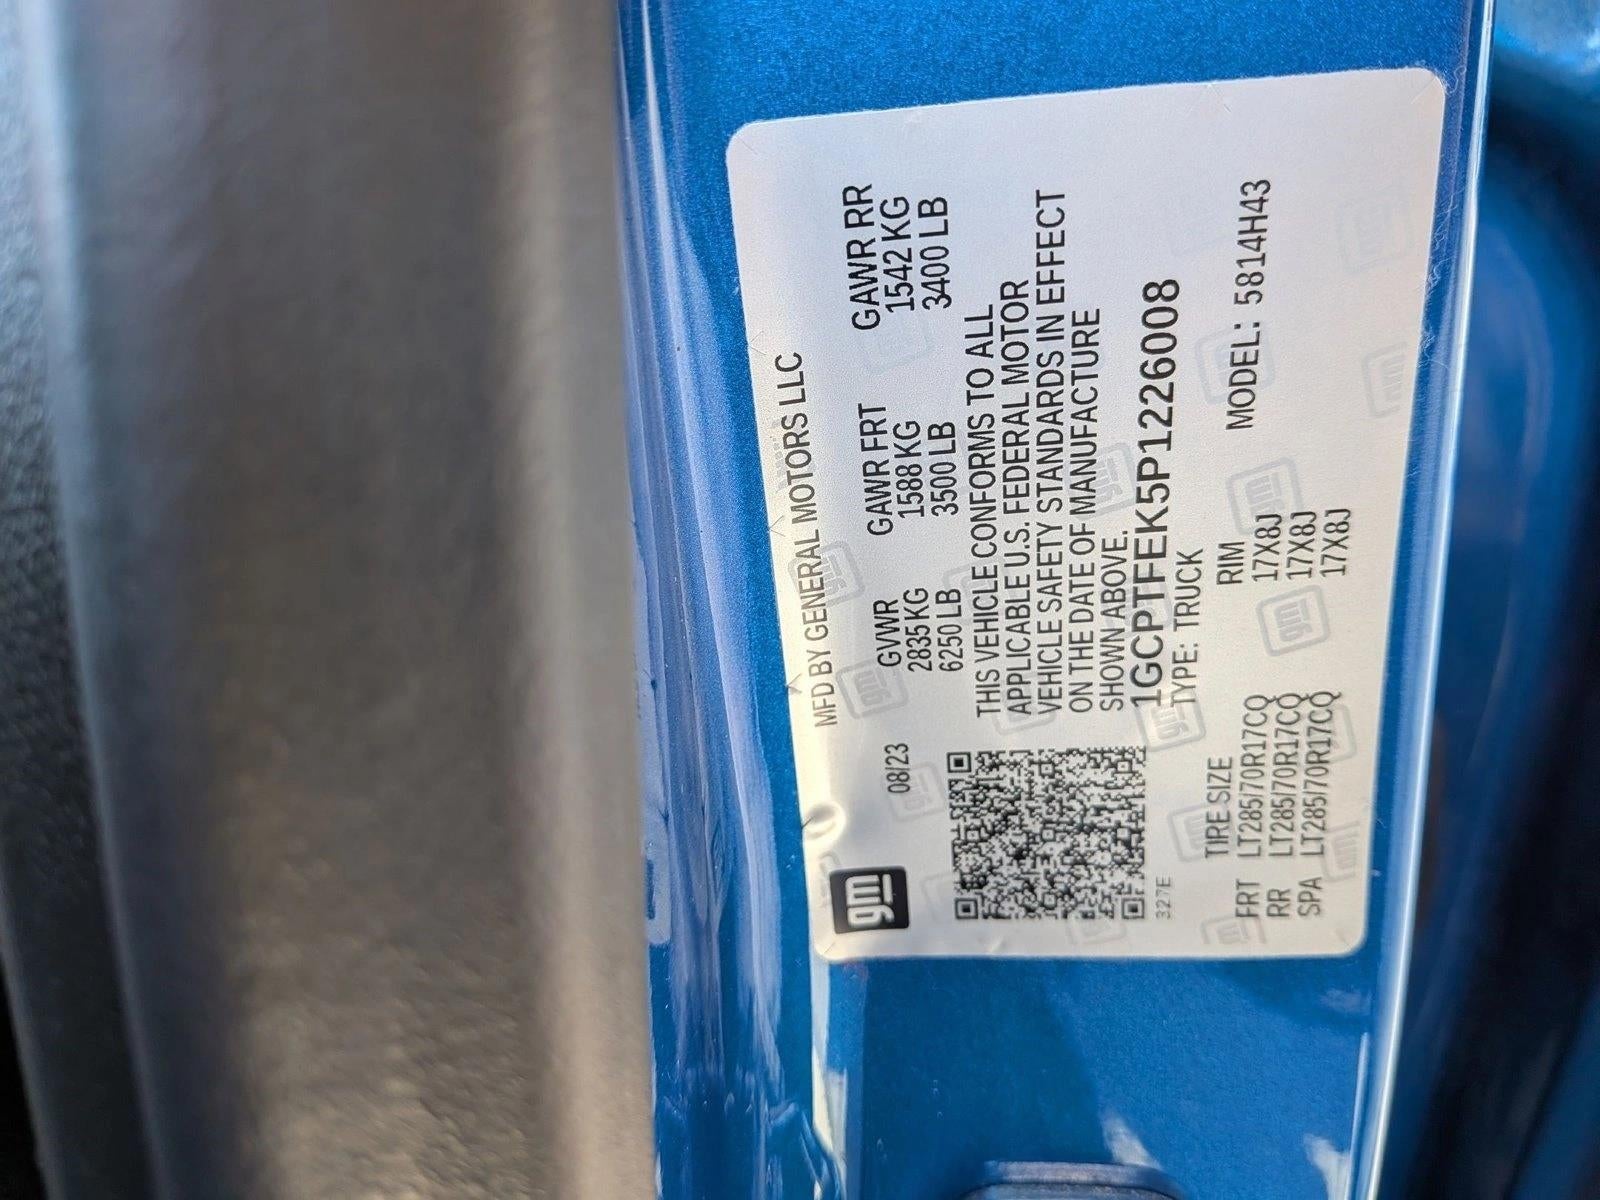 gm
MFD BY GENERAL MOTORS LLC
08/23
GVWR GAWR FRT GAWR RR
2835 KG 1588 KG 1542 KG
6250 LB 3500 LB 3400 LB
THIS VEHICLE CONFORMS TO ALL
APPLICABLE U.S. FEDERAL MOTOR
VEHICLE SAFETY STANDARDS IN EFFECT
ON THE DATE OF MANUFACTURE
SHOWN ABOVE.
1GCPTFEK5P1226008
327E
TYPE: TRUCK MODEL: 5814H43
TIRE SIZE RIM
FRT LT285/70R17CQ 17X8J
RR LT285/70R17CQ 17X8J
SPA LT285/70R17CQ 17X8J